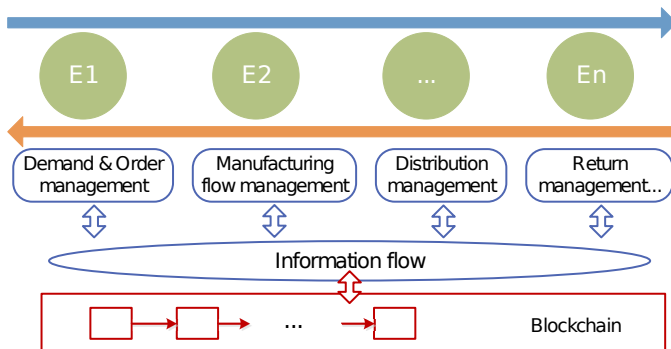 E1
E2
...
En
Demand & Order
management
Manufacturing
flow management
Distribution
management
Return
management...
Information flow
...
Blockchain